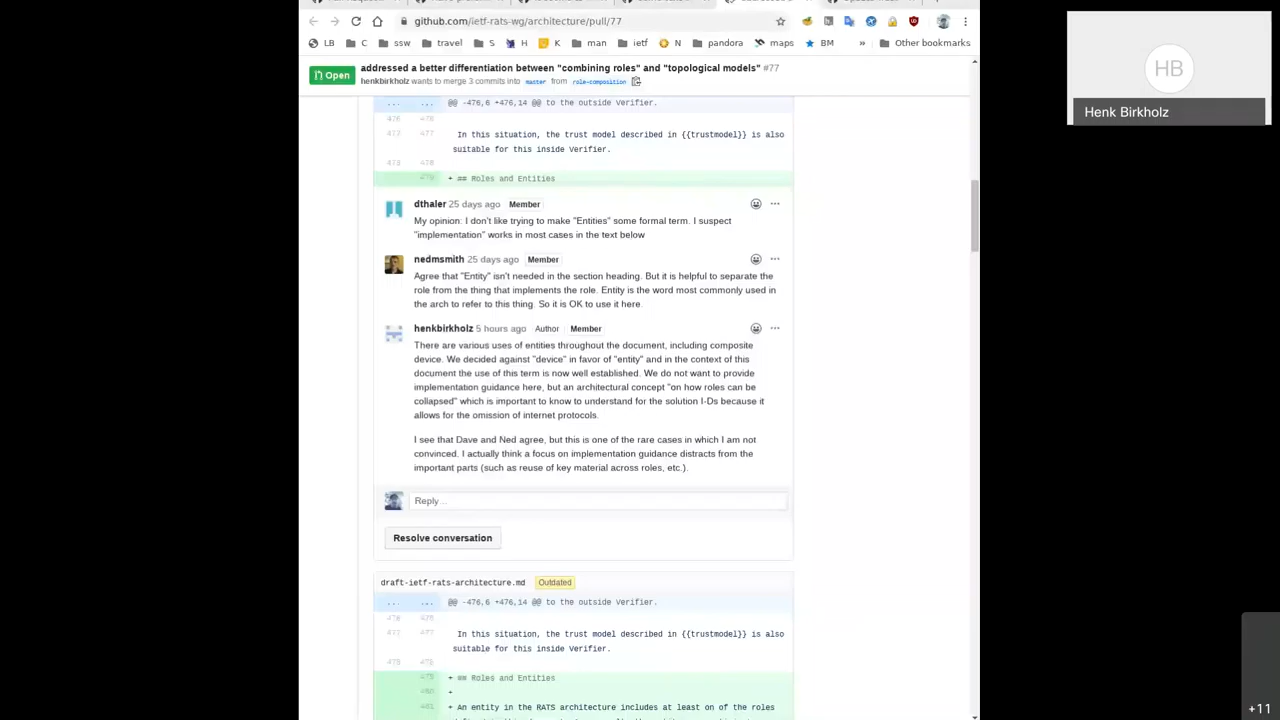 github.com/ietf-rats-wg/architecture/pull/77
LB C ssw travel S H K man ietf N pandora maps BM » Other bookmarks
Open
addressed a better differentiation between "combining roles" and "topological models" #77
henkbirkholz wants to merge 3 commits into master from role-composition
... ... @@ -476,6 +476,14 @@ to the outside Verifier.
476 476
477 477 In this situation, the trust model described in {{trustmodel}} is also
suitable for this inside Verifier.
478 478
479 + ## Roles and Entities
dthaler 25 days ago Member
My opinion: I don't like trying to make "Entities" some formal term. I suspect
"implementation" works in most cases in the text below
nedmsmith 25 days ago Member
Agree that "Entity" isn't needed in the section heading. But it is helpful to separate the
role from the thing that implements the role. Entity is the word most commonly used in
the arch to refer to this thing. So it is OK to use it here.
henkbirkholz 5 hours ago Author Member
There are various uses of entities throughout the document, including composite
device. We decided against "device" in favor of "entity" and in the context of this
document the use of this term is now well established. We do not want to provide
implementation guidance here, but an architectural concept "on how roles can be
collapsed" which is important to know to understand for the solution I-Ds because it
allows for the omission of internet protocols.
I see that Dave and Ned agree, but this is one of the rare cases in which I am not
convinced. I actually think a focus on implementation guidance distracts from the
important parts (such as reuse of key material across roles, etc.).
Reply...
Resolve conversation
draft-ietf-rats-architecture.md Outdated
... ... @@ -476,6 +476,14 @@ to the outside Verifier.
476 476
477 477 In this situation, the trust model described in {{trustmodel}} is also
suitable for this inside Verifier.
478 478
479 + ## Roles and Entities
480 +
481 + An entity in the RATS architecture includes at least on of the roles
HB
Henk Birkholz
+11